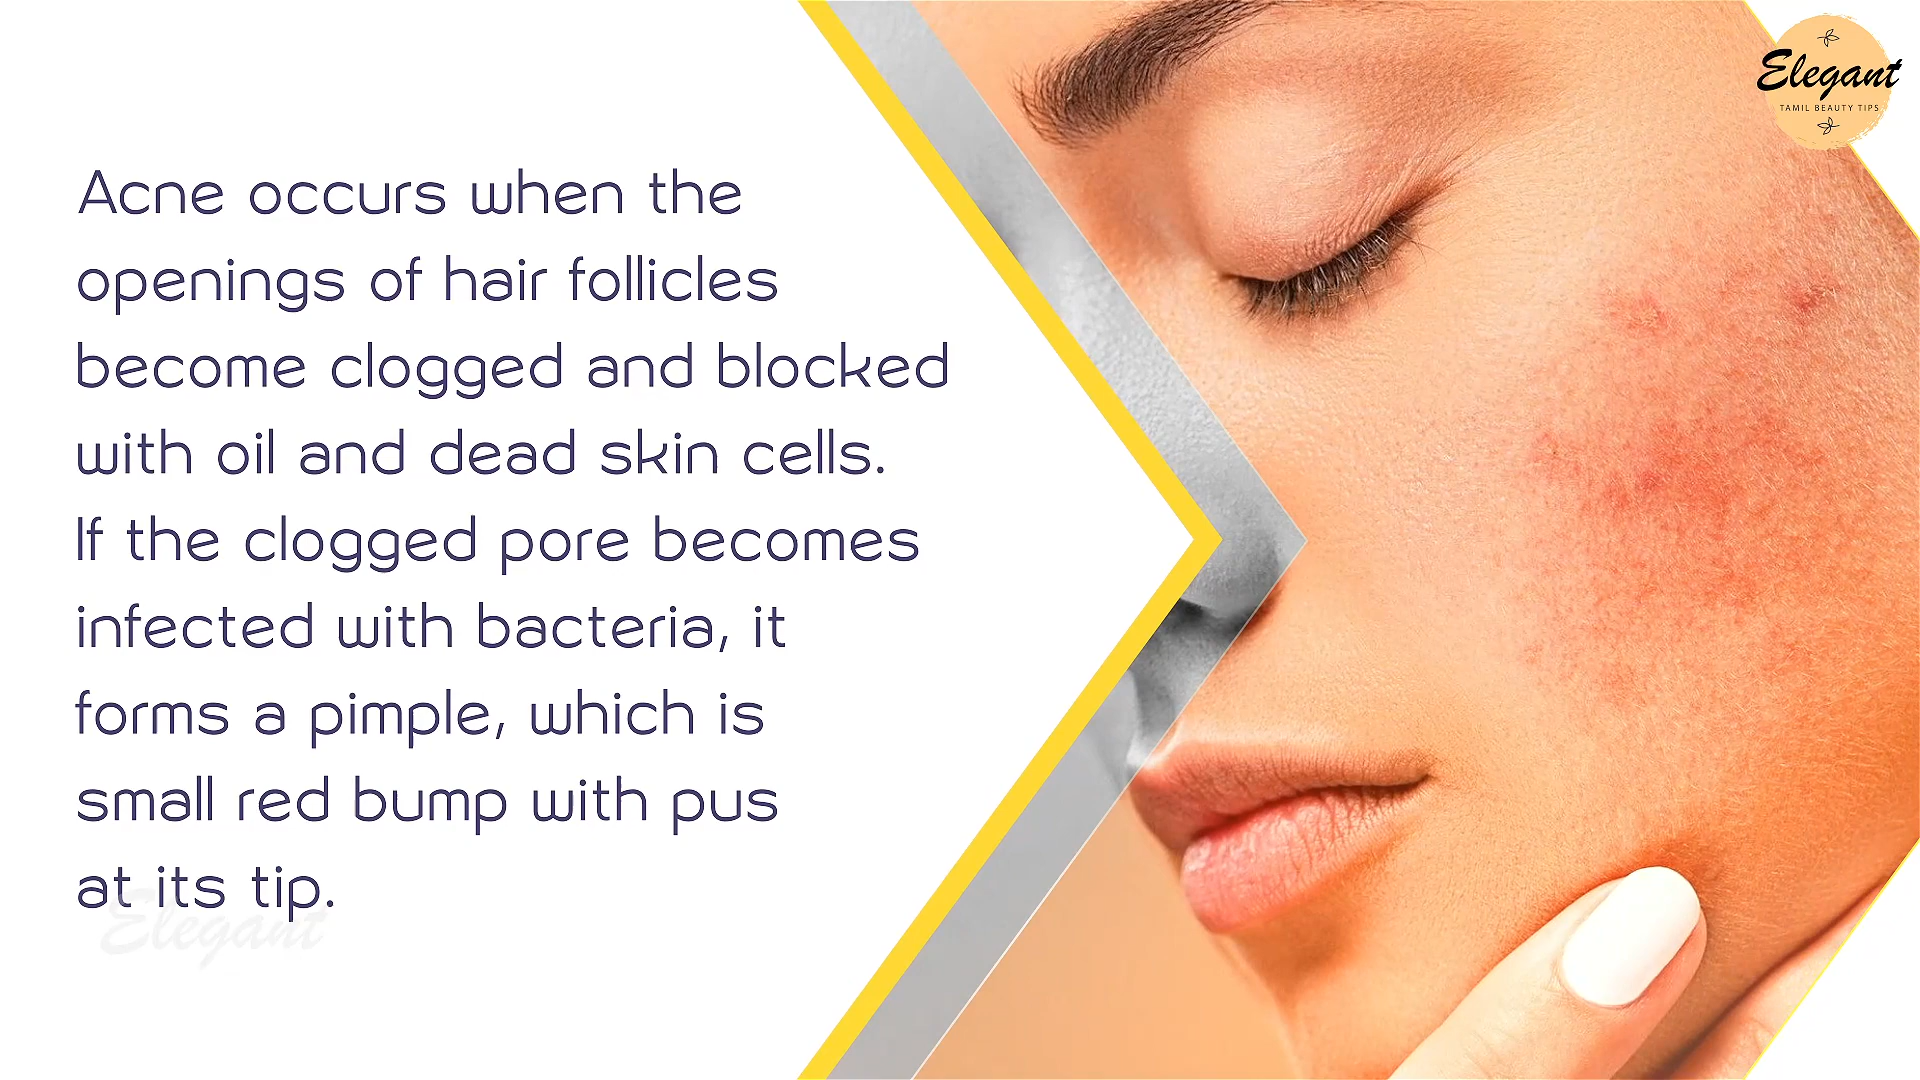 Acne occurs when the
openings of hair follicles
become clogged and blocked
with oil and dead skin cells.
If the clogged pore becomes
infected with bacteria, it
forms a pimple, which is
small red bump with pus
at its tip.
Elegant
Elegant
TAMIL BEAUTY TIPS